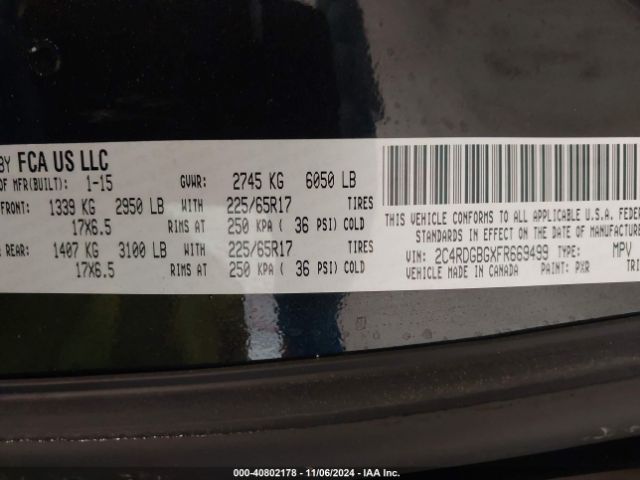 BY FCA US LLC
OF MFR(BUILT): 1-15 GVWR: 2745 KG 6050 LB
FRONT: 1339 KG 2950 LB WITH 225/65R17 TIRES
17X6.5 RIMS AT 250 KPA ( 36 PSI) COLD
REAR: 1407 KG 3100 LB WITH 225/65R17 TIRES
17X6.5 RIMS AT 250 KPA ( 36 PSI) COLD
THIS VEHICLE CONFORMS TO ALL APPLICABLE U.S.A. FEDERA
STANDARDS IN EFFECT ON THE DATE OF MANUFACTURE
VIN: 2C4RDGBGXFR669499 TYPE: MPV
VEHICLE MADE IN CANADA PAINT: PXR TRI
000-40802178 - 11/06/2024 - IAA Inc.